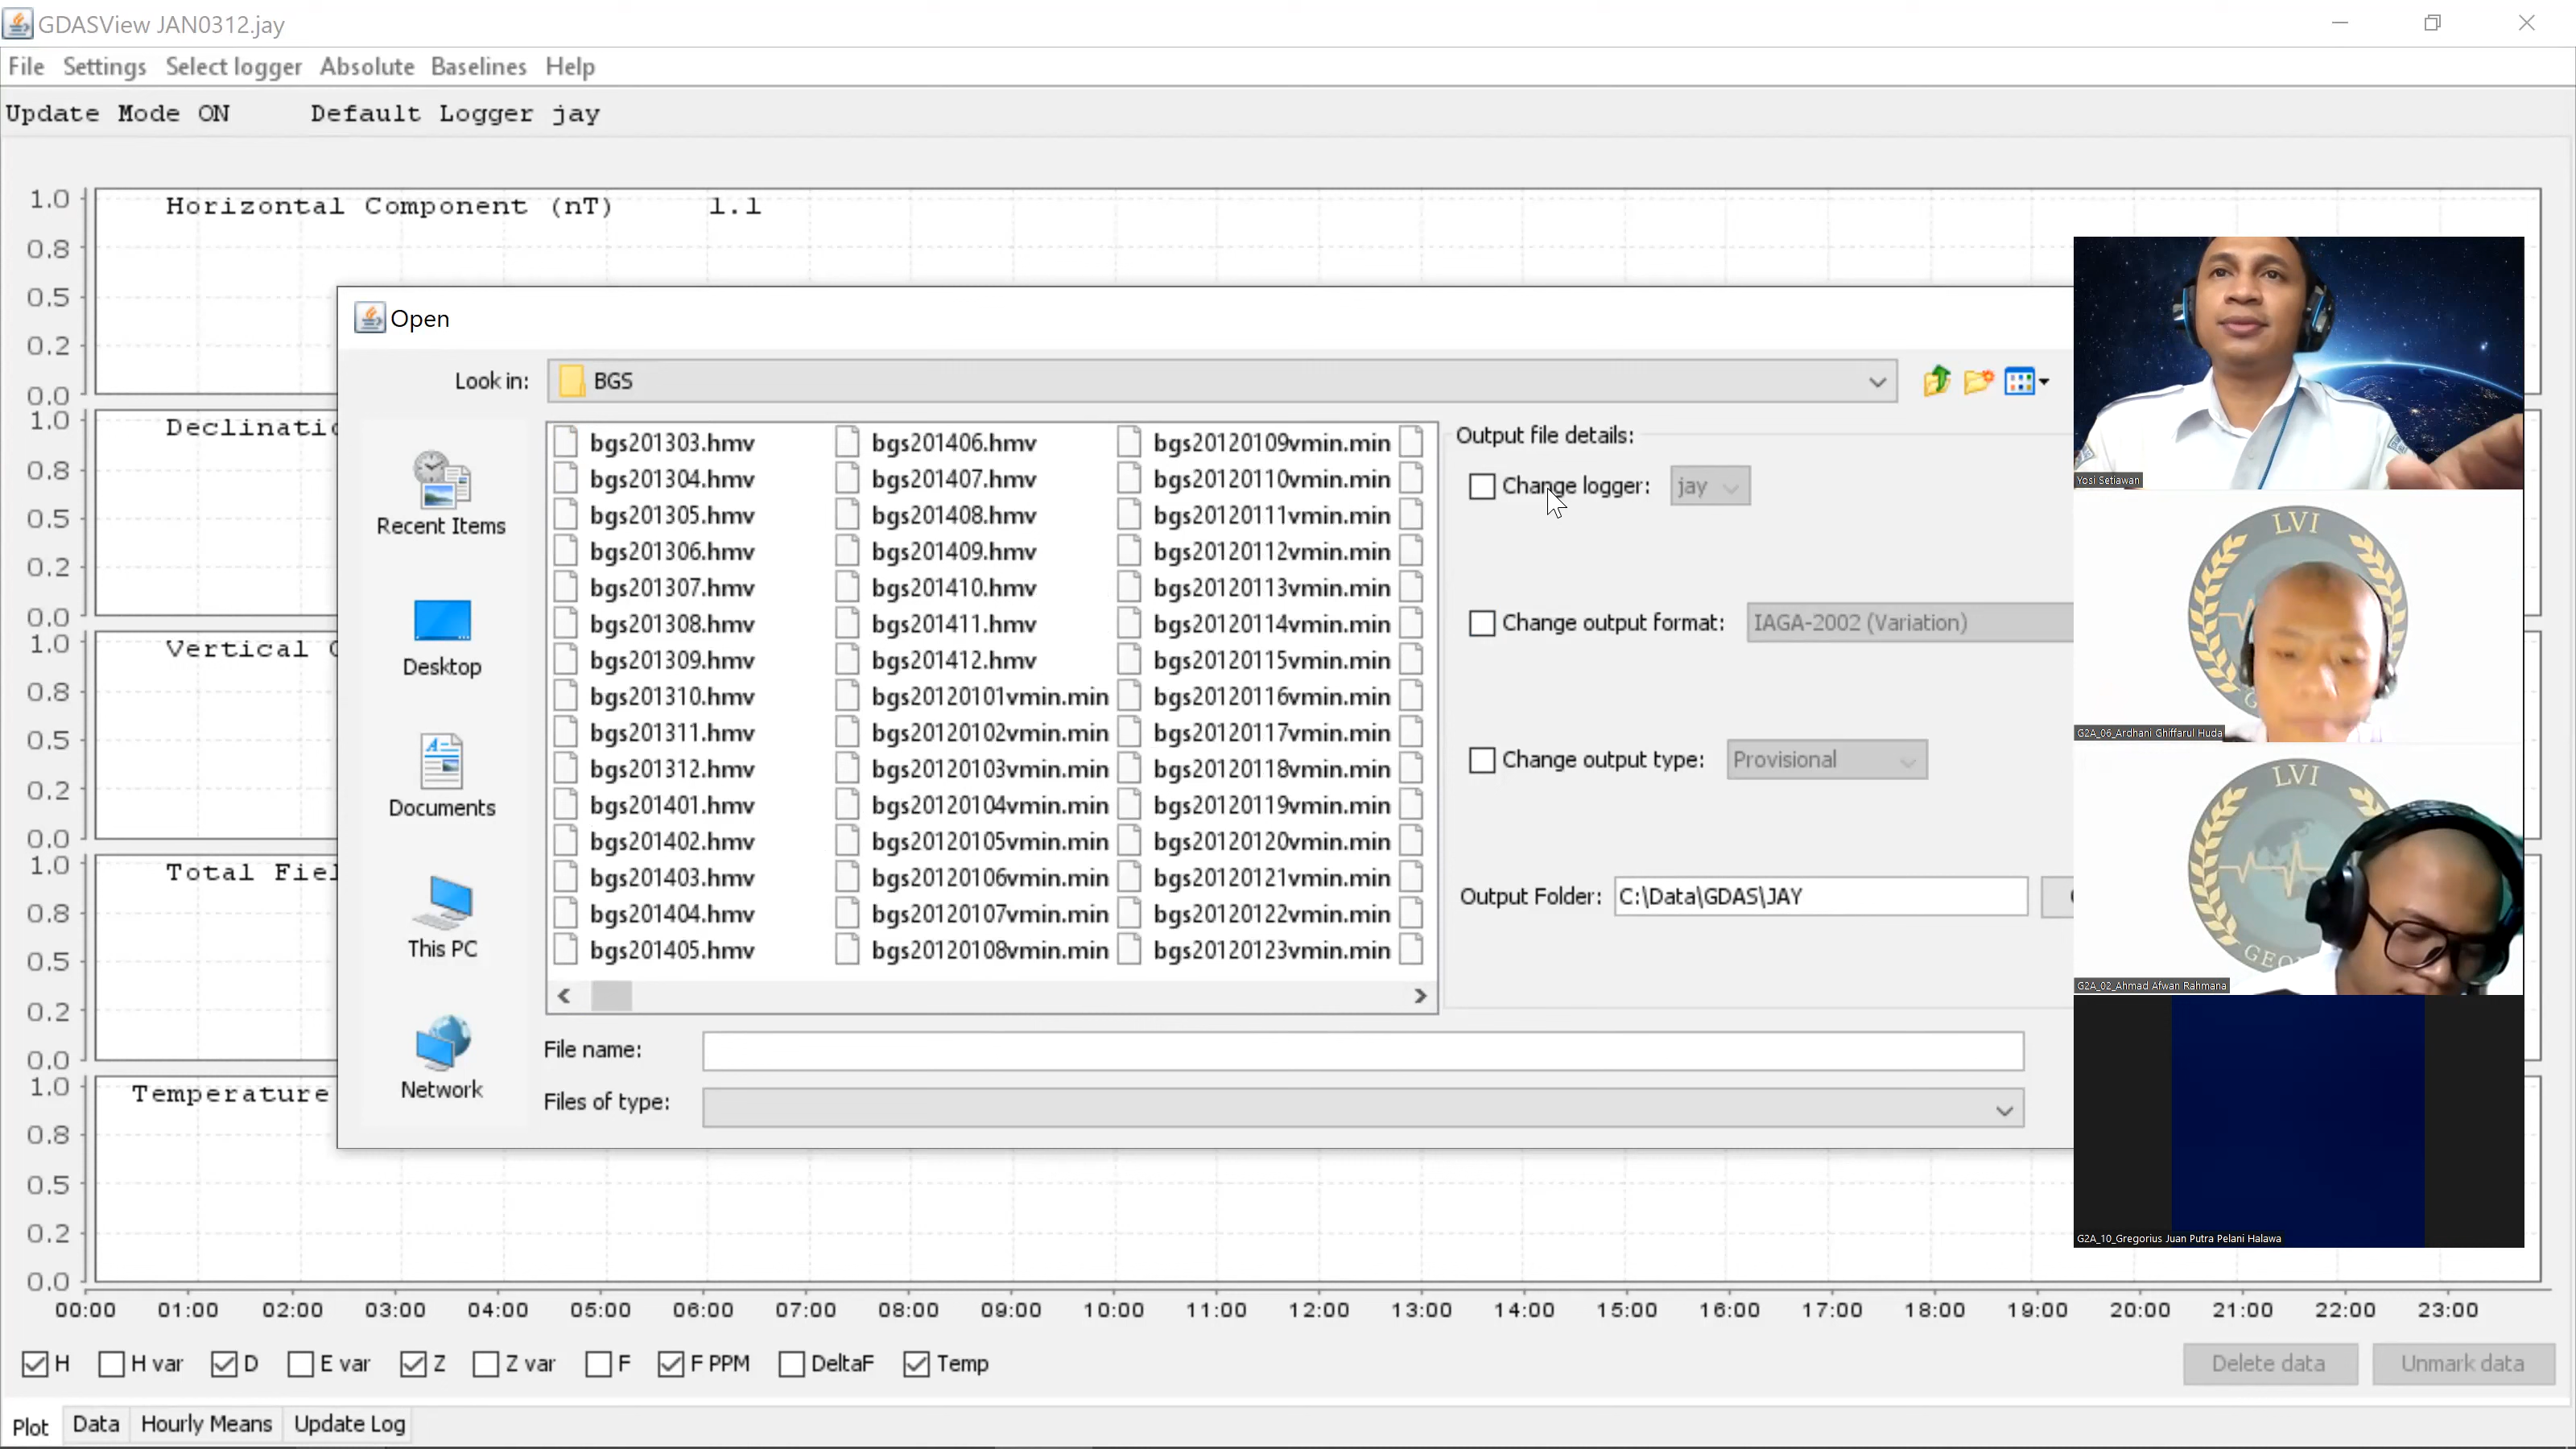 GDASView JAN0312.jay
File Settings Select logger Absolute Baselines Help
Update Mode ON Default Logger jay
1.0 Horizontal Component (nT) 1.1
0.8
0.5
0.2
0.0
1.0 Declinatio
0.8
0.5
0.2
0.0
1.0 Vertical C
0.8
0.5
0.2
0.0
1.0 Total Fiel
0.8
0.5
0.2
0.0
1.0 Temperature
0.8
0.5
0.2
0.0
00:00 01:00 02:00 03:00 04:00 05:00 06:00 07:00 08:00 09:00 10:00 11:00 12:00 13:00 14:00 15:00 16:00 17:00 18:00 19:00 20:00 21:00 22:00 23:00
Open
Look in: BGS
Recent Items
Desktop
Documents
This PC
Network
bgs201303.hmv bgs201406.hmv bgs20120109vmin.min
bgs201304.hmv bgs201407.hmv bgs20120110vmin.min
bgs201305.hmv bgs201408.hmv bgs20120111vmin.min
bgs201306.hmv bgs201409.hmv bgs20120112vmin.min
bgs201307.hmv bgs201410.hmv bgs20120113vmin.min
bgs201308.hmv bgs201411.hmv bgs20120114vmin.min
bgs201309.hmv bgs201412.hmv bgs20120115vmin.min
bgs201310.hmv bgs20120101vmin.min bgs20120116vmin.min
bgs201311.hmv bgs20120102vmin.min bgs20120117vmin.min
bgs201312.hmv bgs20120103vmin.min bgs20120118vmin.min
bgs201401.hmv bgs20120104vmin.min bgs20120119vmin.min
bgs201402.hmv bgs20120105vmin.min bgs20120120vmin.min
bgs201403.hmv bgs20120106vmin.min bgs20120121vmin.min
bgs201404.hmv bgs20120107vmin.min bgs20120122vmin.min
bgs201405.hmv bgs20120108vmin.min bgs20120123vmin.min
Output file details:
Change logger: jay
Change output format: IAGA-2002 (Variation)
Change output type: Provisional
Output Folder: C:\Data\GDAS\JAY
File name:
Files of type:
Yosi Setiawan
LVI
G2A_06_Ardhani Ghiffarul Huda
LVI
GEO
G2A_02_Ahmad Afwan Rahmana
G2A_10_Gregorius Juan Putra Pelani Halawa
H H var D E var Z Z var F F PPM DeltaF Temp Delete data Unmark data
Plot Data Hourly Means Update Log